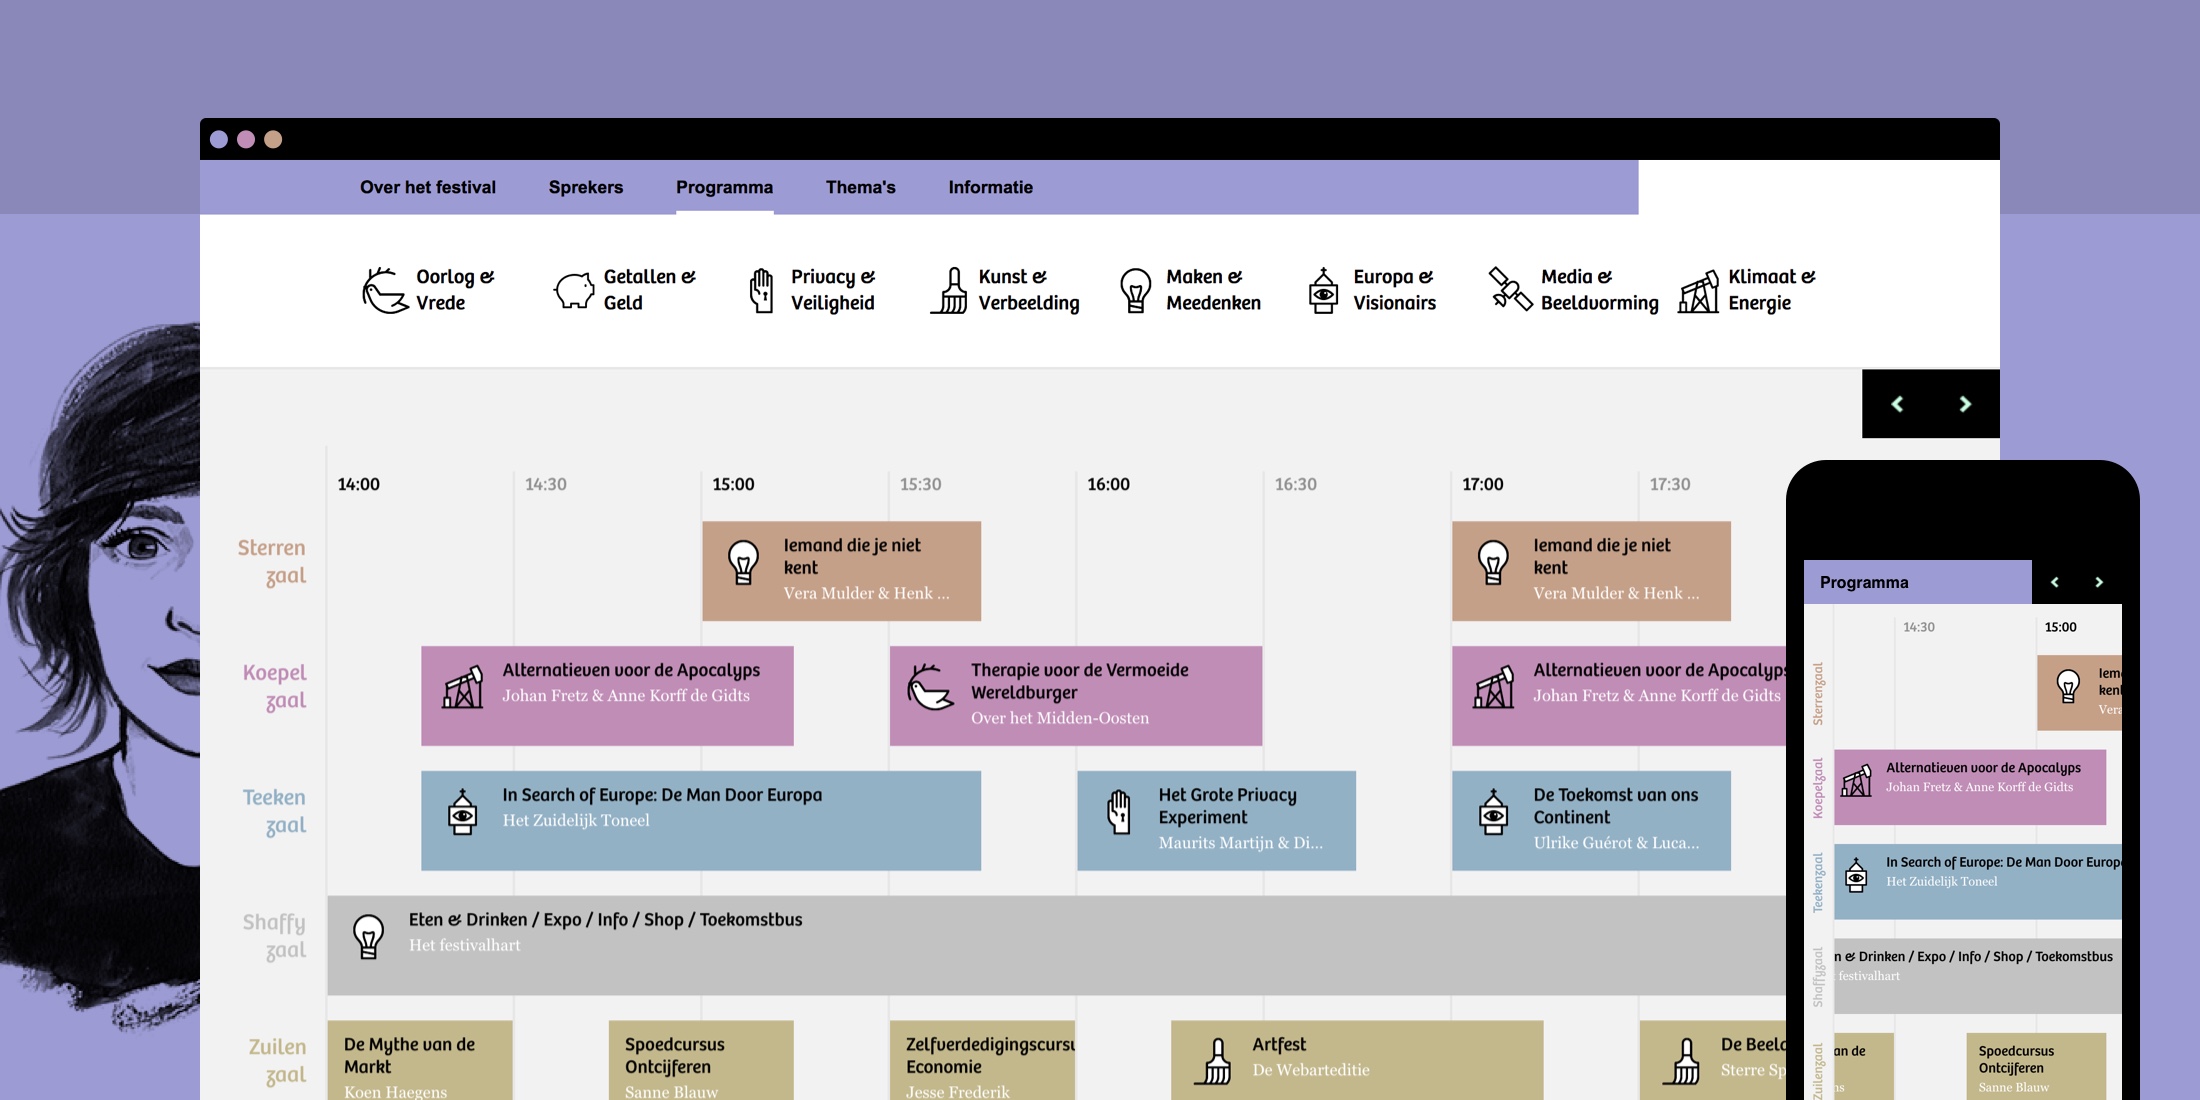 Over het festival
Sprekers
Programma
Thema's
Informatie
Oorlog &
Vrede
Getallen &
Geld
Privacy &
Veiligheid
Kunst &
Verbeelding
Maken &
Meedenken
Europa &
Visionairs
Media &
Beeldvorming
Klimaat &
Energie
14:00
14:30
15:00
15:30
16:00
16:30
17:00
17:30
Sterren
zaal
Iemand die je niet
kent
Vera Mulder & Henk ...
Iemand die je niet
kent
Vera Mulder & Henk ...
Koepel
zaal
Alternatieven voor de Apocalyps
Johan Fretz & Anne Korff de Gidts
Therapie voor de Vermoeide
Wereldburger
Over het Midden-Oosten
Alternatieven voor de Apocalyps
Johan Fretz & Anne Korff de Gidts
Teeken
zaal
In Search of Europe: De Man Door Europa
Het Zuidelijk Toneel
Het Grote Privacy
Experiment
Maurits Martijn & Di...
De Toekomst van ons
Continent
Ulrike Guérot & Luca...
Shaffy
zaal
Eten & Drinken / Expo / Info / Shop / Toekomstbus
Het festivalhart
Zuilen
zaal
De Mythe van de
Markt
Koen Haegens
Spoedcursus
Ontcijferen
Sanne Blauw
Zelfverdedigingscursu
Economie
Jesse Frederik
Artfest
De Webarteditie
De Beeld
Sterre Sp
Programma
14:30
15:00
Sterrenzaal
Iem
kent
Vera
Koepelzaal
Alternatieven voor de Apocalyps
Johan Fretz & Anne Korff de Gidts
Teekenzaal
In Search of Europe: De Man Door Europa
Het Zuidelijk Toneel
Shaffyzaal
n & Drinken / Expo / Info / Shop / Toekomstbus
festivalhart
Zuilenzaal
an de
ns
Spoedcursus
Ontcijferen
Sanne Blauw